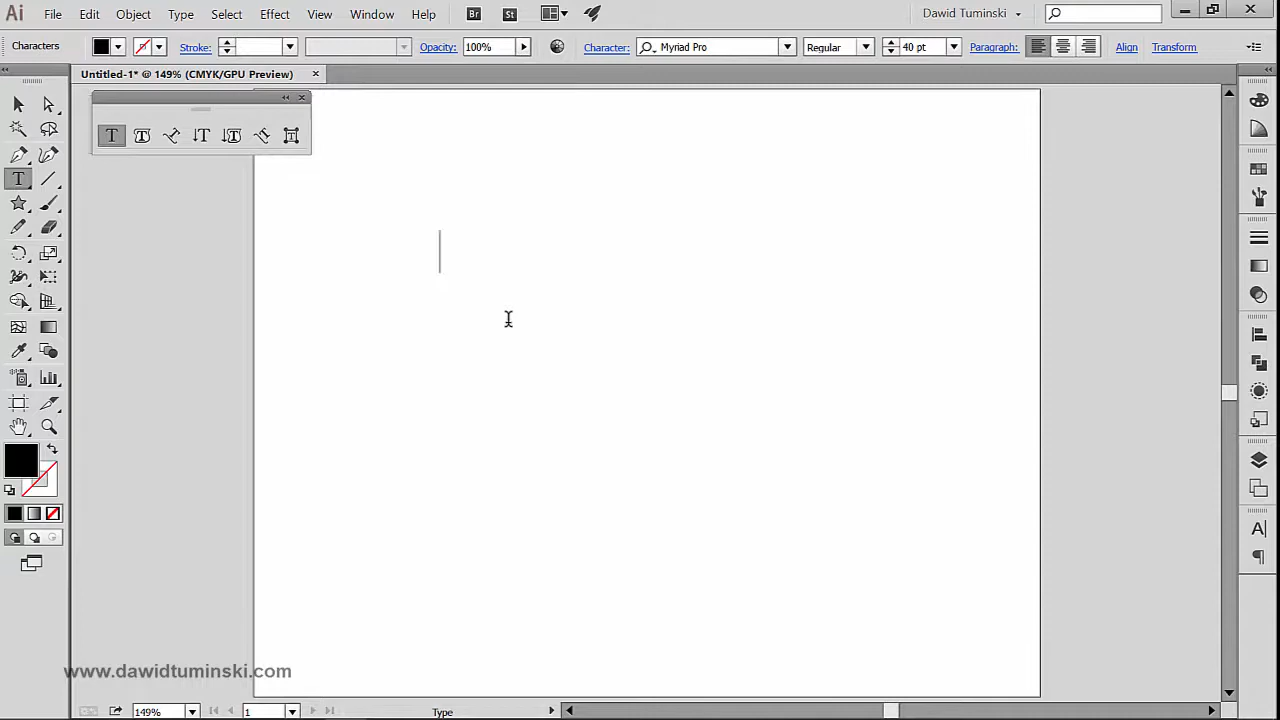 Ai File Edit Object Type Select Effect View Window Help Br St Dawid Tuminski
Characters Stroke: Opacity: 100% Character: Myriad Pro Regular 40 pt Paragraph: Align Transform
Untitled-1* @ 149% (CMYK/GPU Preview)
www.dawidtuminski.com
149% 1 Type